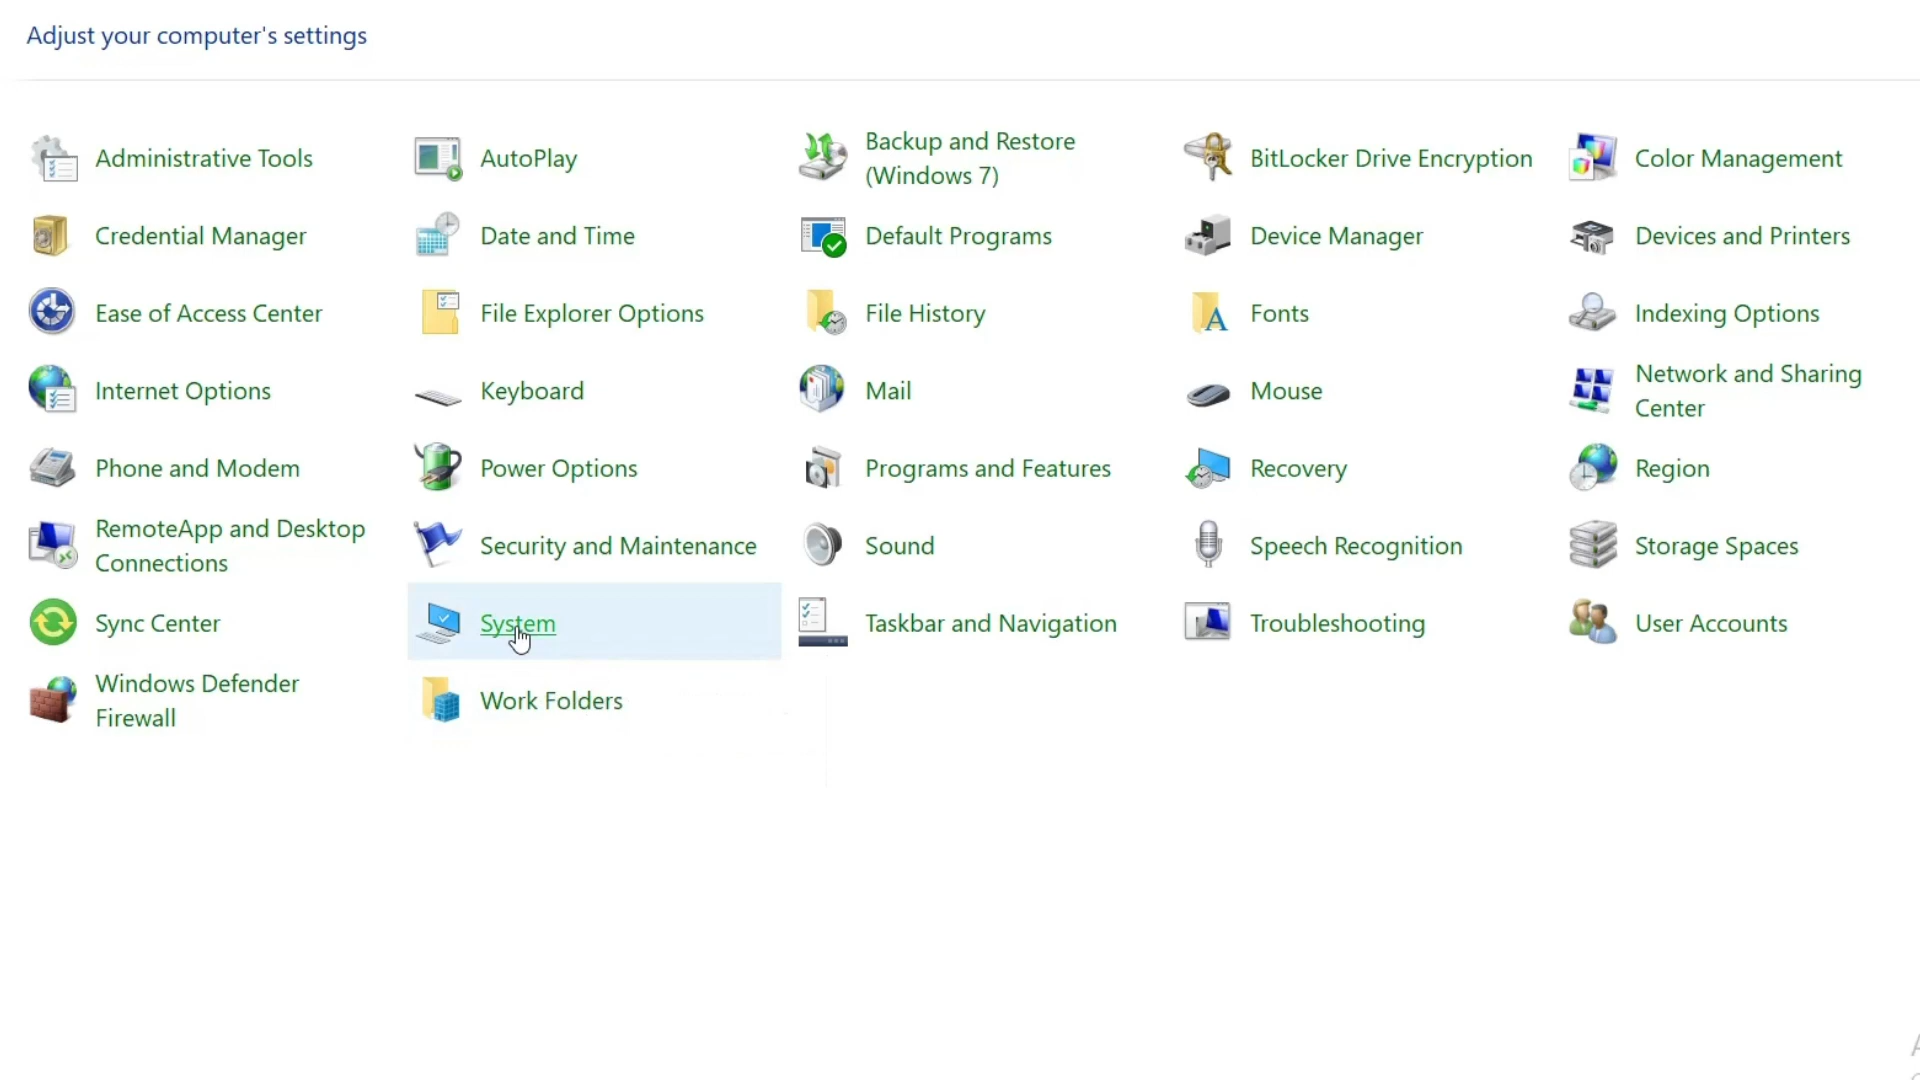 Adjust your computer's settings
Administrative Tools
AutoPlay
Backup and Restore
(Windows 7)
BitLocker Drive Encryption
Color Management
Credential Manager
Date and Time
Default Programs
Device Manager
Devices and Printers
Ease of Access Center
File Explorer Options
File History
Fonts
Indexing Options
Internet Options
Keyboard
Mail
Mouse
Network and Sharing
Center
Phone and Modem
Power Options
Programs and Features
Recovery
Region
RemoteApp and Desktop
Connections
Security and Maintenance
Sound
Speech Recognition
Storage Spaces
Sync Center
System
Taskbar and Navigation
Troubleshooting
User Accounts
Windows Defender
Firewall
Work Folders